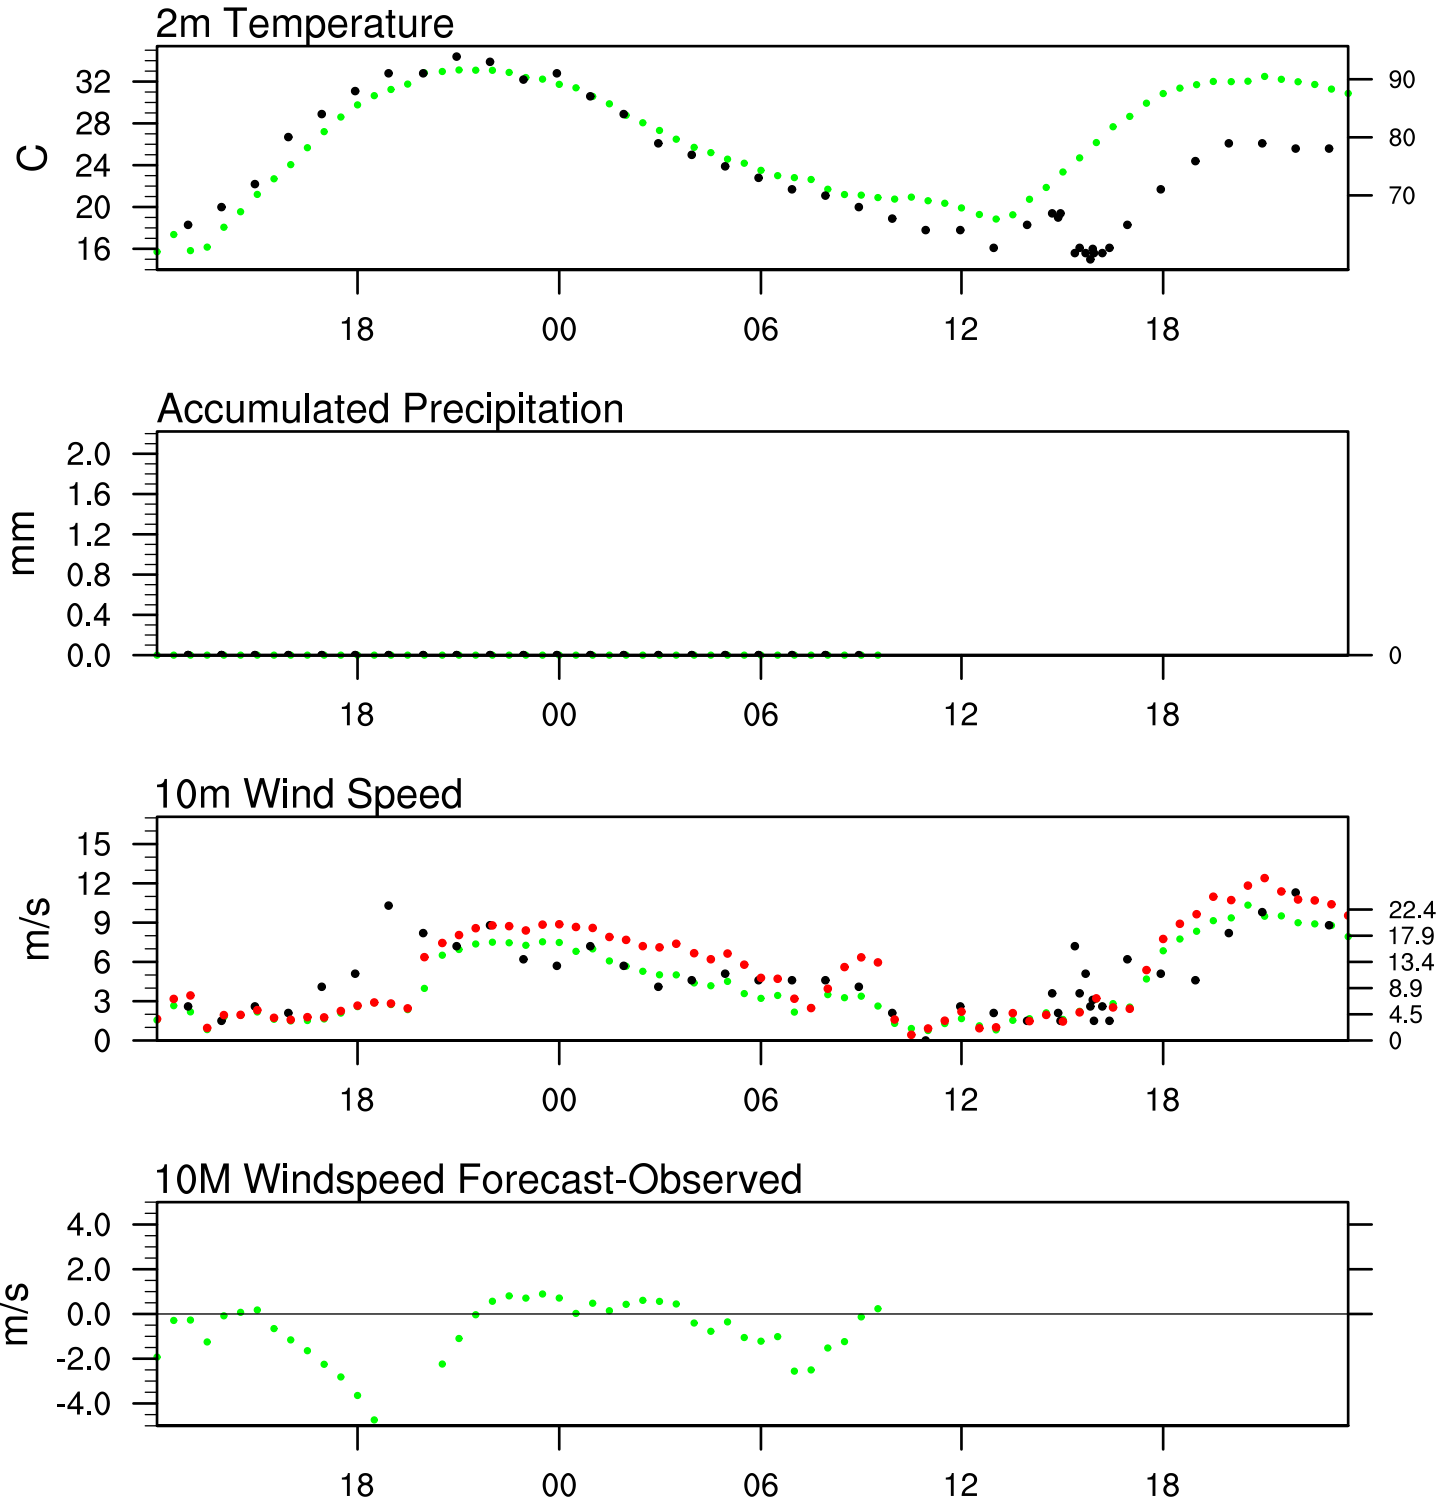 2m Temperature
C
32
28
24
20
16
90
80
70
18 00 06 12 18
Accumulated Precipitation
mm
2.0
1.6
1.2
0.8
0.4
0.0
0
18 00 06 12 18
10m Wind Speed
m/s
15
12
9
6
3
0
22.4
17.9
13.4
8.9
4.5
0
18 00 06 12 18
10M Windspeed Forecast-Observed
m/s
4.0
2.0
0.0
-2.0
-4.0
18 00 06 12 18